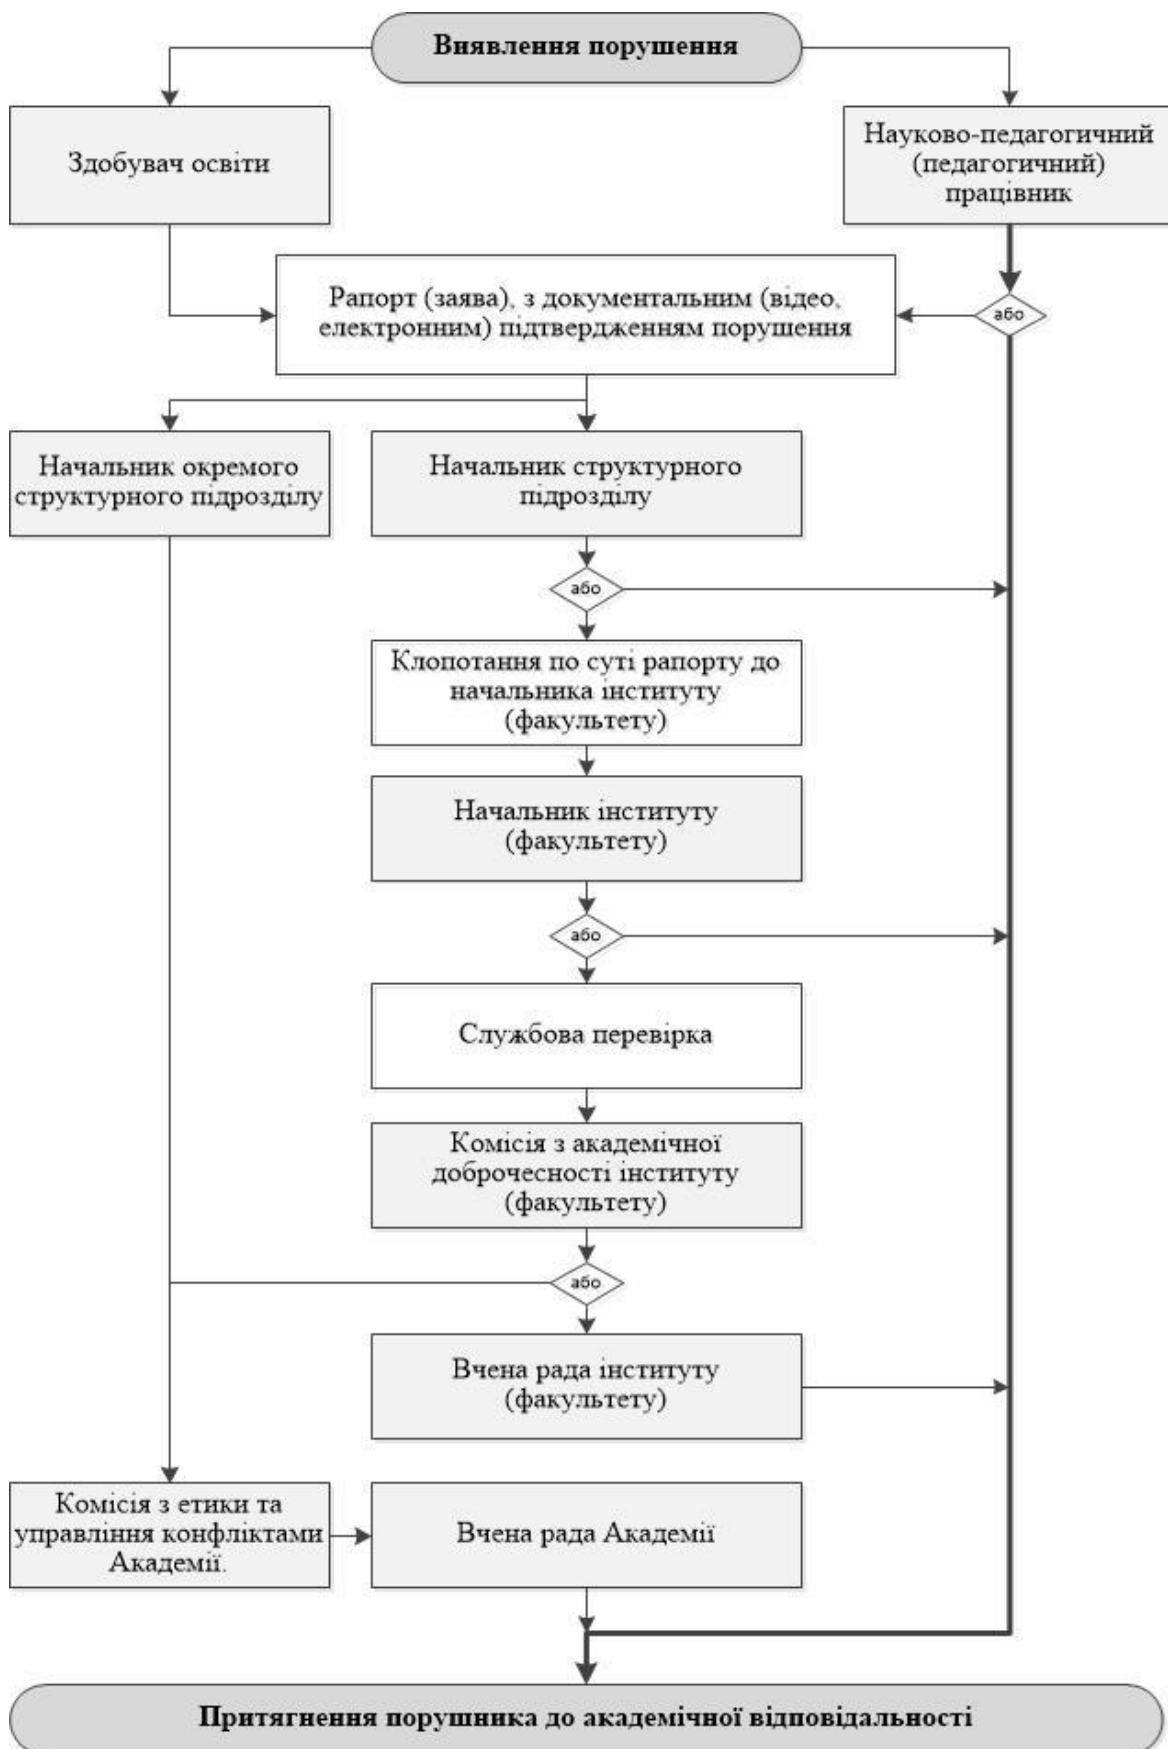 Виявлення порушення
Здобувач освіти
Науково-педагогичний
(педагогичний)
працівник
Рапорт (заява), з документальним (відео,
електронним) підтвердженням порушення
або
Начальник окремого
структурного підрозділу
Начальник структурного
підрозділу
або
Клопотання по суті рапорту до
начальника інституту
(факультету)
Начальник інституту
(факультету)
або
Службова перевірка
Комісія з академічної
доброчесності інституту
(факультету)
або
Вчена рада інституту
(факультету)
Комісія з етики та
управління конфліктами
Академії.
Вчена рада Академії
Притягнення порушника до академічної відповідальності